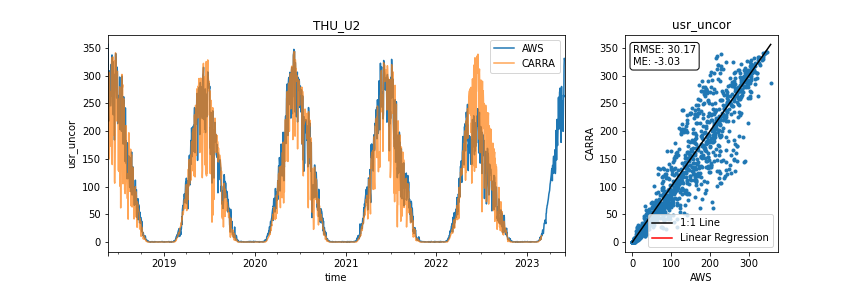 THU_U2
usr_uncor
350
300
250
200
150
100
50
0
2019
2020
2021
2022
2023
time
AWS
CARRA
usr_uncor
CARRA
350
300
250
200
150
100
50
0
0
100
200
300
AWS
RMSE: 30.17
ME: -3.03
1:1 Line
Linear Regression